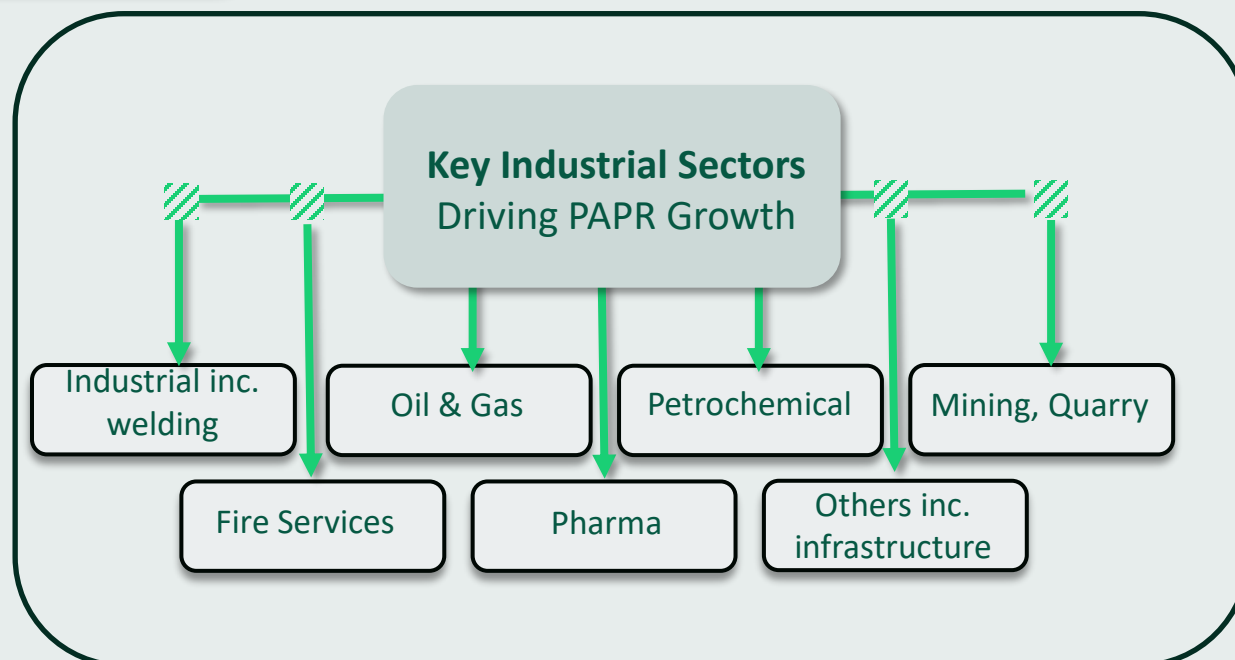 Key Industrial Sectors
Driving PAPR Growth
Industrial inc.
welding
Oil & Gas
Petrochemical
Mining, Quarry
Fire Services
Pharma
Others inc.
infrastructure